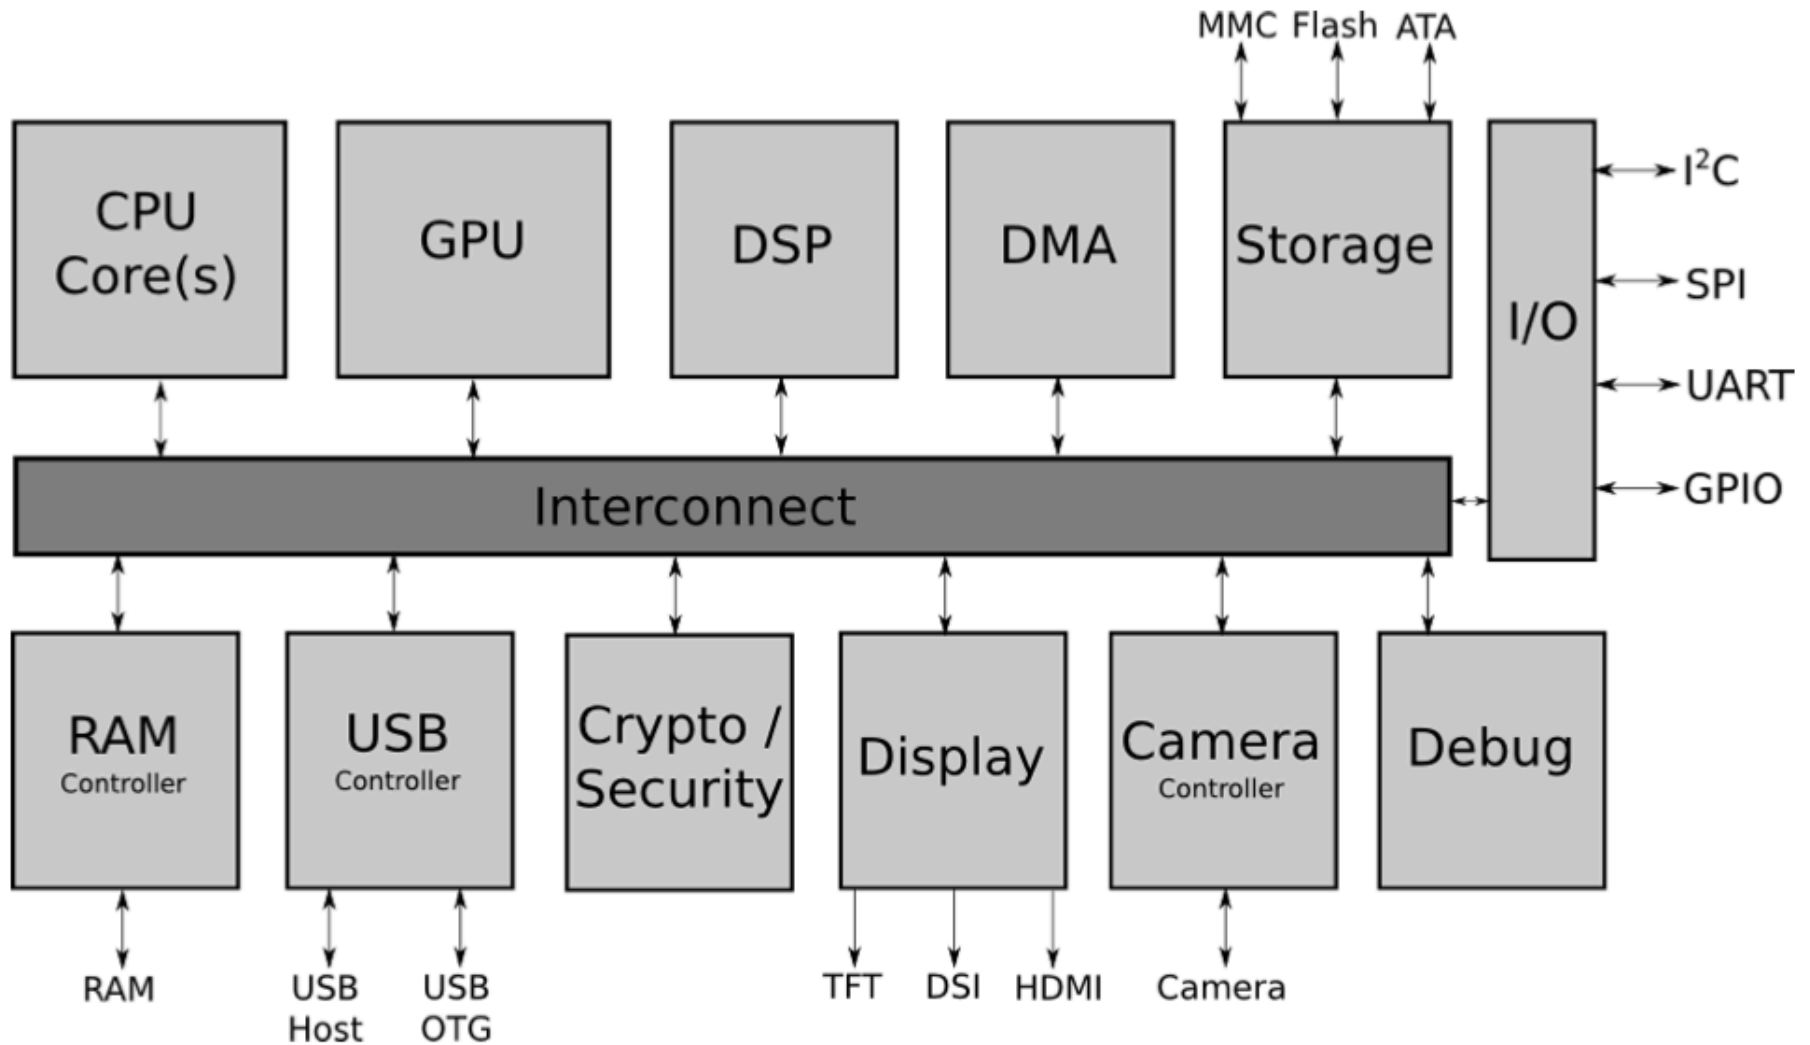 MMC Flash ATA
CPU
Core(s)
GPU
DSP
DMA
Storage
I/O
I²C
SPI
UART
GPIO
Interconnect
RAM
Controller
USB
Controller
Crypto /
Security
Display
Camera
Controller
Debug
RAM
USB
Host
USB
OTG
TFT
DSI
HDMI
Camera